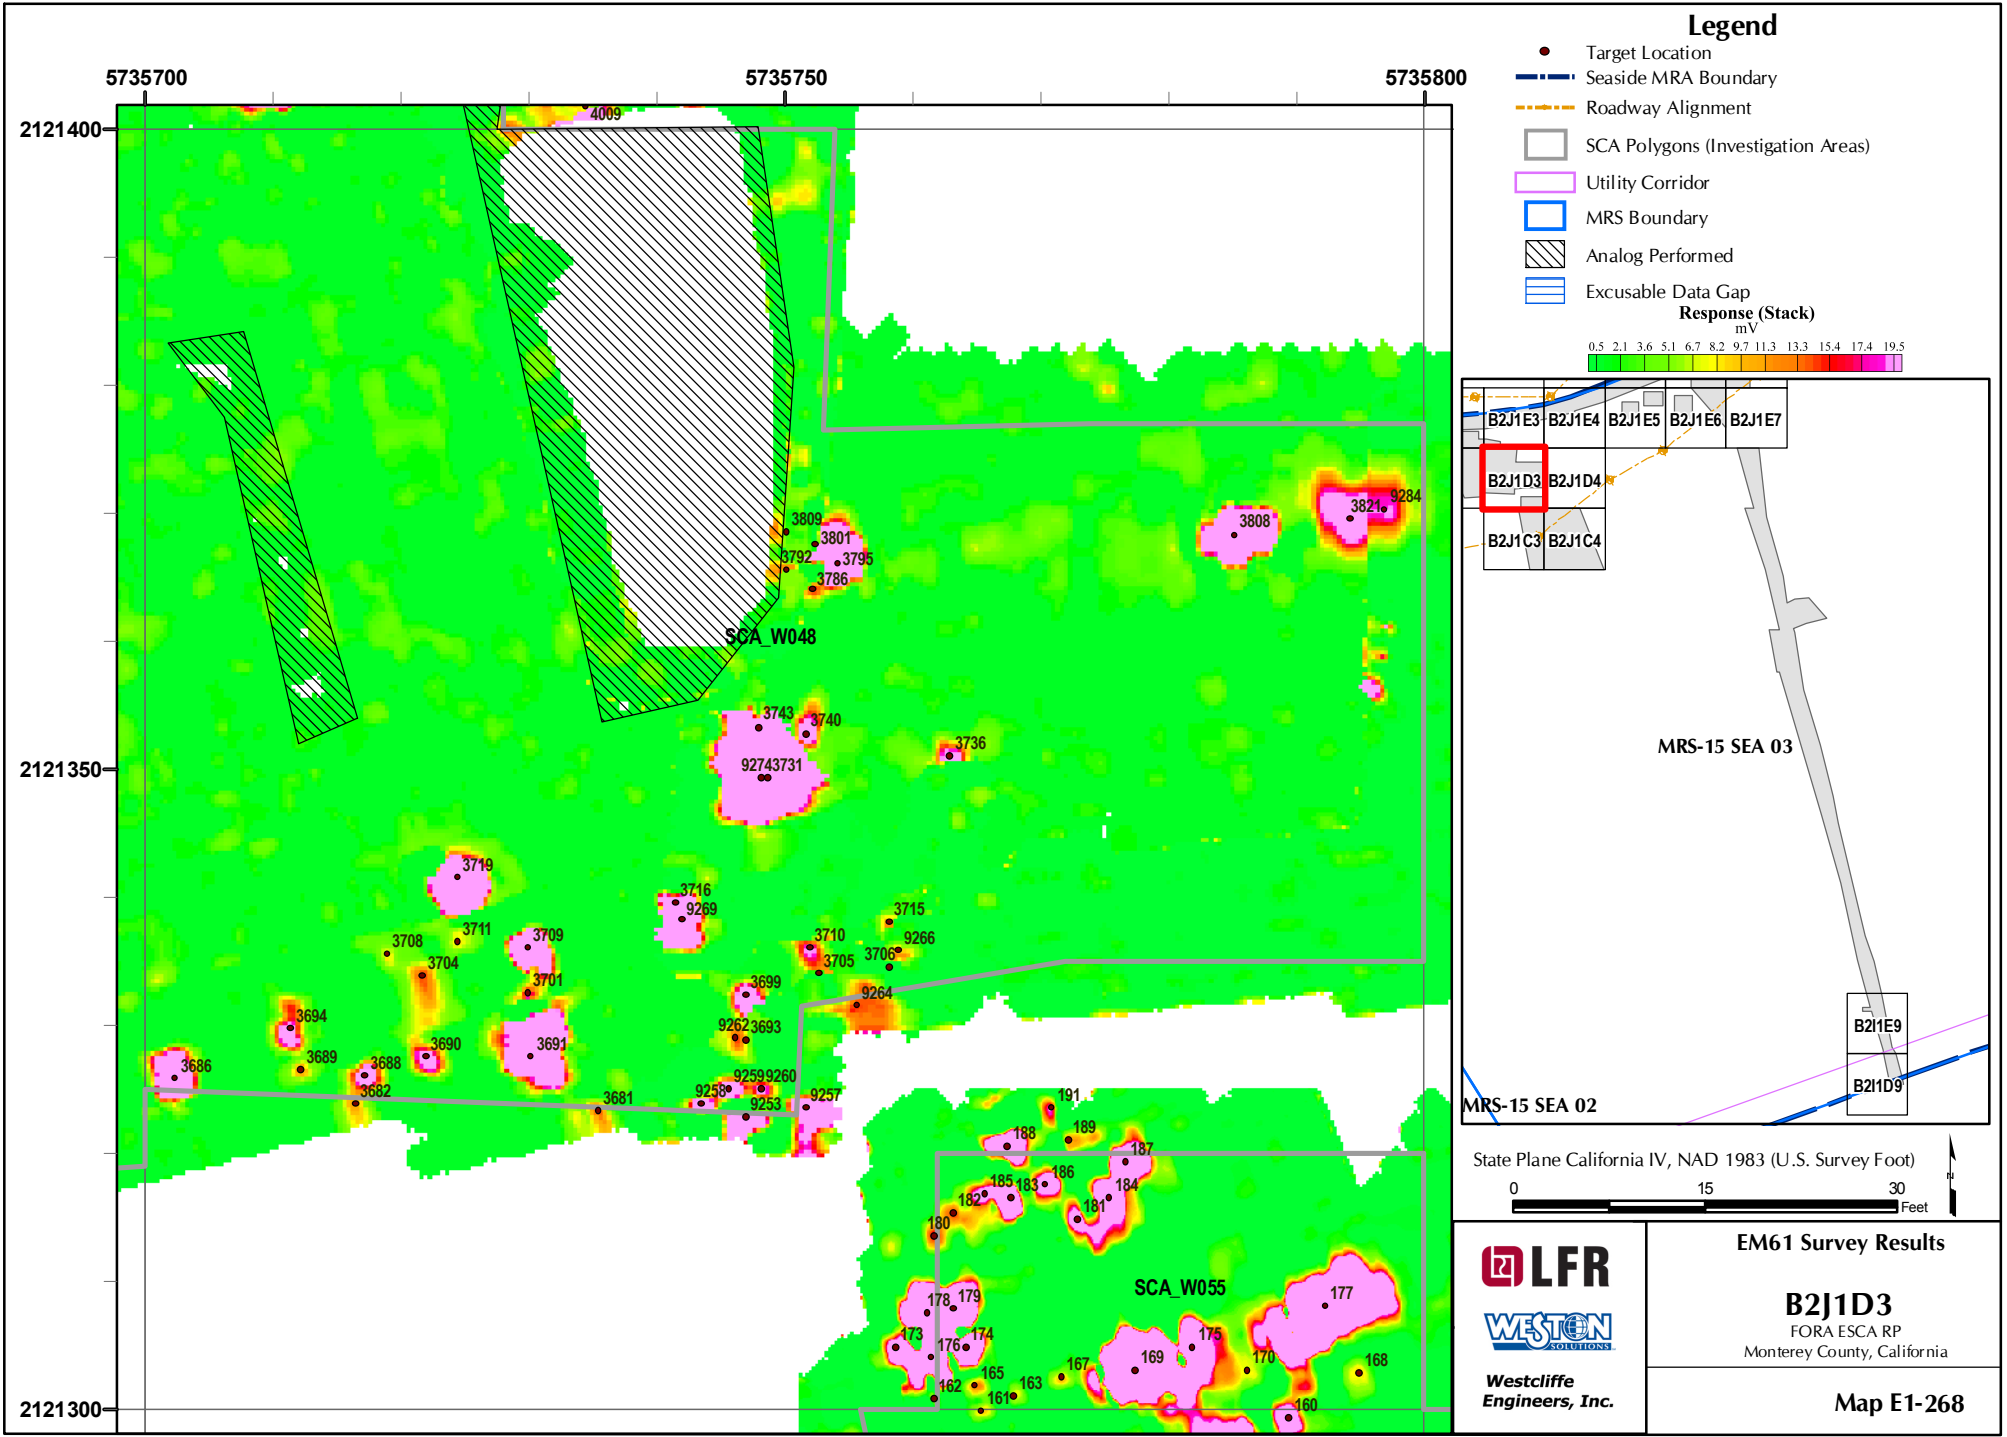 Legend
Target Location
Seaside MRA Boundary
Roadway Alignment
SCA Polygons (Investigation Areas)
Utility Corridor
MRS Boundary
Analog Performed
Excusable Data Gap
Response (Stack)
mV
0.5 2.1 3.6 5.1 6.7 8.2 9.7 11.3 13.3 15.4 17.4 19.5
5735700 5735750 5735800
2121400
2121350
2121300
4009
3809
3801
3792
3795
3786
3808
3821
9284
SCA_W048
3743
3740
92743731
3736
3719
3716
9269
3715
3711
3708
3709
3710
9266
3704
3705
3706
3701
3699
9264
3694
9262 3693
3691
3690
3689
3688
3686
3682
3681
92599260
9258
9253
9257
191
189
188
187
186
185
183
184
182
181
180
SCA_W055
179
178
177
173
174
176
175
169
170
168
167
165
163
162
161
160
B2J1E3 B2J1E4 B2J1E5 B2J1E6 B2J1E7
B2J1D3 B2J1D4
B2J1C3 B2J1C4
MRS-15 SEA 03
B2I1E9
B2I1D9
MRS-15 SEA 02
State Plane California IV, NAD 1983 (U.S. Survey Foot)
0 15 30
Feet
N
LFR
WESTON
SOLUTIONS
Westcliffe
Engineers, Inc.
EM61 Survey Results
B2J1D3
FORA ESCA RP
Monterey County, California
Map E1-268